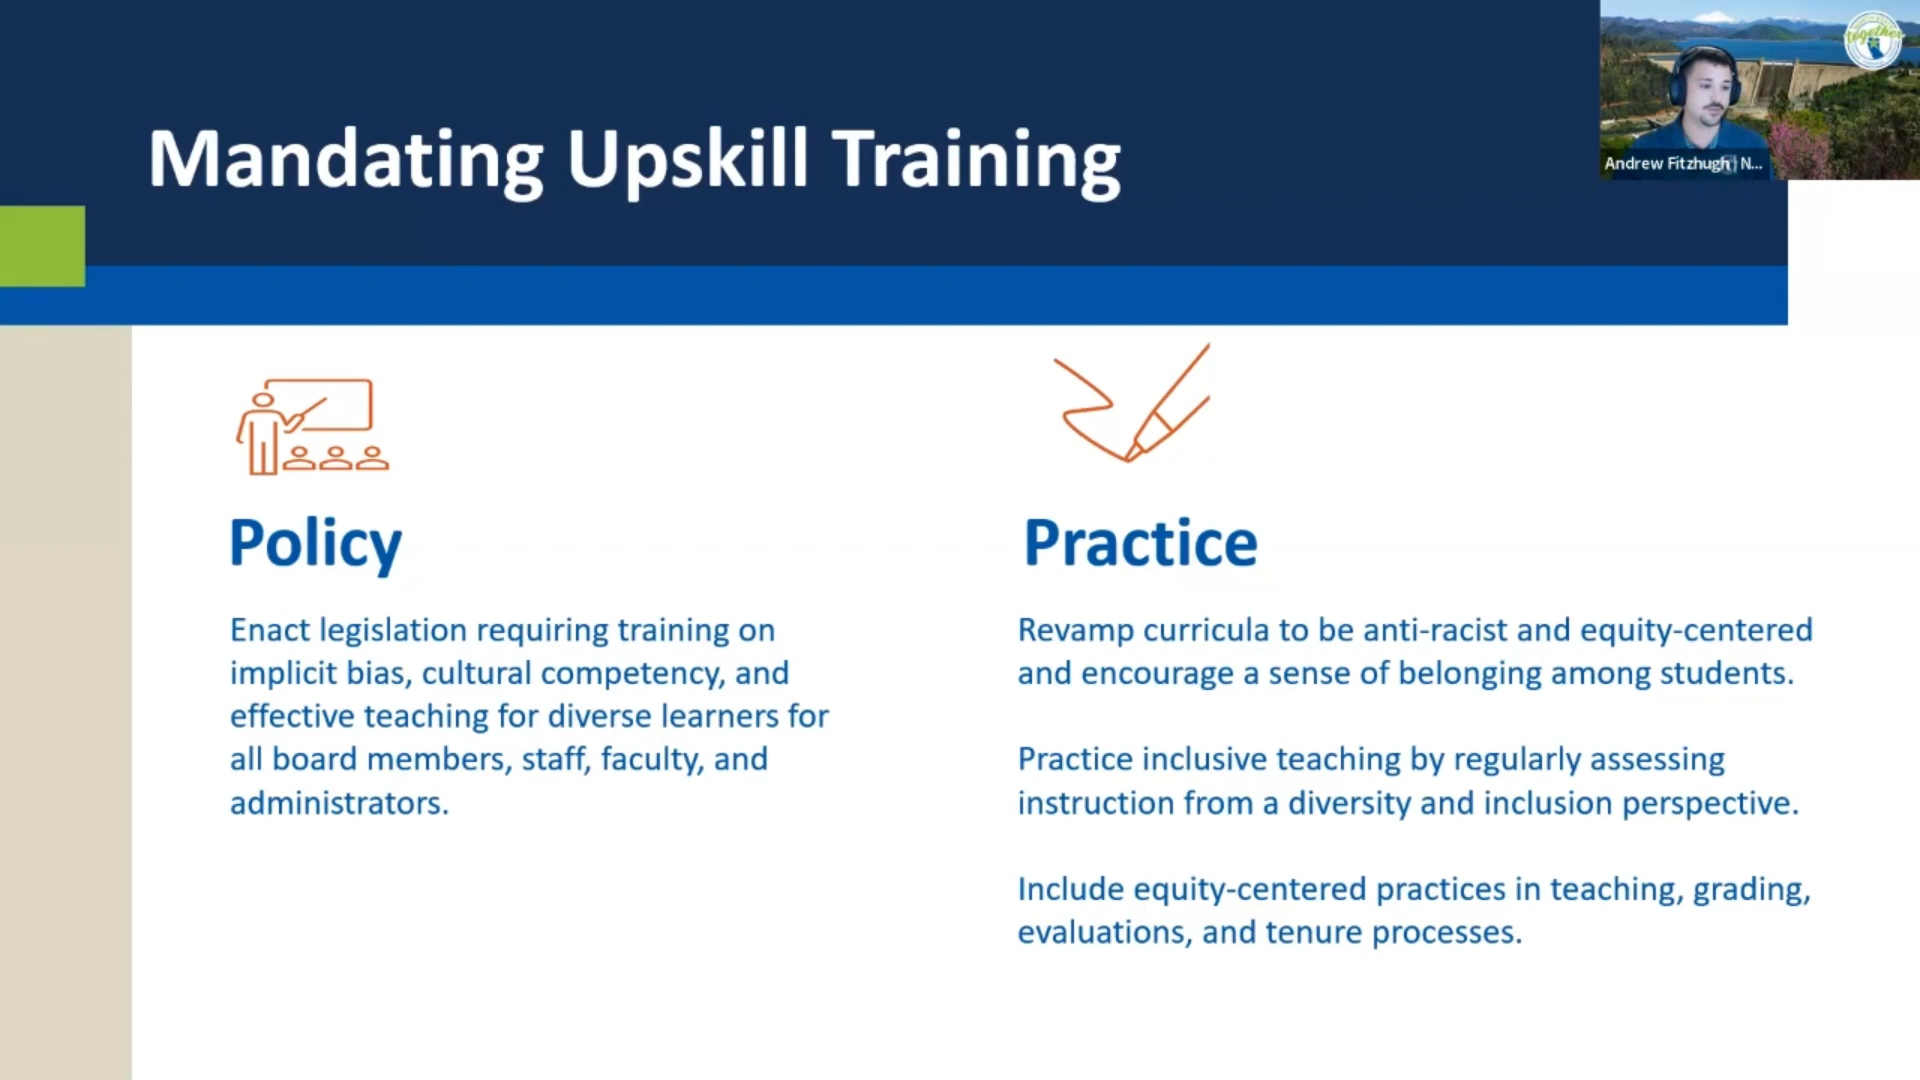 Mandating Upskill Training
together
Andrew Fitzhugh N...
Policy
Enact legislation requiring training on
implicit bias, cultural competency, and
effective teaching for diverse learners for
all board members, staff, faculty, and
administrators.
Practice
Revamp curricula to be anti-racist and equity-centered
and encourage a sense of belonging among students.
Practice inclusive teaching by regularly assessing
instruction from a diversity and inclusion perspective.
Include equity-centered practices in teaching, grading,
evaluations, and tenure processes.